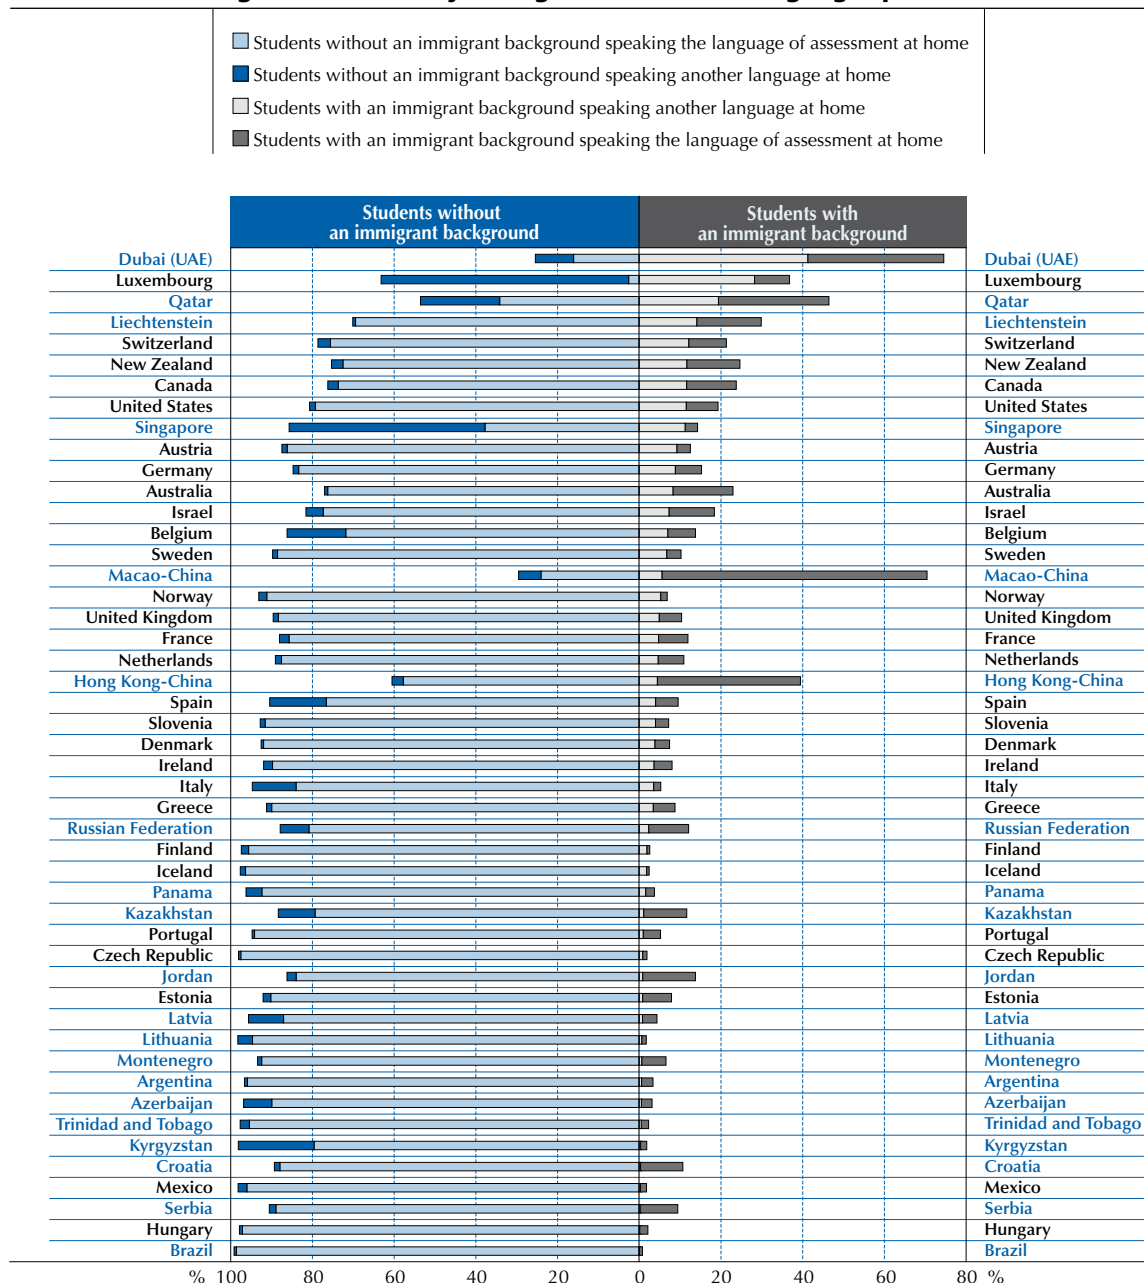 Students without an immigrant background speaking the language of assessment at home
Students without an immigrant background speaking another language at home
Students with an immigrant background speaking another language at home
Students with an immigrant background speaking the language of assessment at home
Students without
an immigrant background
Students with
an immigrant background
Dubai (UAE) Dubai (UAE)
Luxembourg Luxembourg
Qatar Qatar
Liechtenstein Liechtenstein
Switzerland Switzerland
New Zealand New Zealand
Canada Canada
United States United States
Singapore Singapore
Austria Austria
Germany Germany
Australia Australia
Israel Israel
Belgium Belgium
Sweden Sweden
Macao-China Macao-China
Norway Norway
United Kingdom United Kingdom
France France
Netherlands Netherlands
Hong Kong-China Hong Kong-China
Spain Spain
Slovenia Slovenia
Denmark Denmark
Ireland Ireland
Italy Italy
Greece Greece
Russian Federation Russian Federation
Finland Finland
Iceland Iceland
Panama Panama
Kazakhstan Kazakhstan
Portugal Portugal
Czech Republic Czech Republic
Jordan Jordan
Estonia Estonia
Latvia Latvia
Lithuania Lithuania
Montenegro Montenegro
Argentina Argentina
Azerbaijan Azerbaijan
Trinidad and Tobago Trinidad and Tobago
Kyrgyzstan Kyrgyzstan
Croatia Croatia
Mexico Mexico
Serbia Serbia
Hungary Hungary
Brazil Brazil
% 100 80 60 40 20 0 20 40 60 80 %